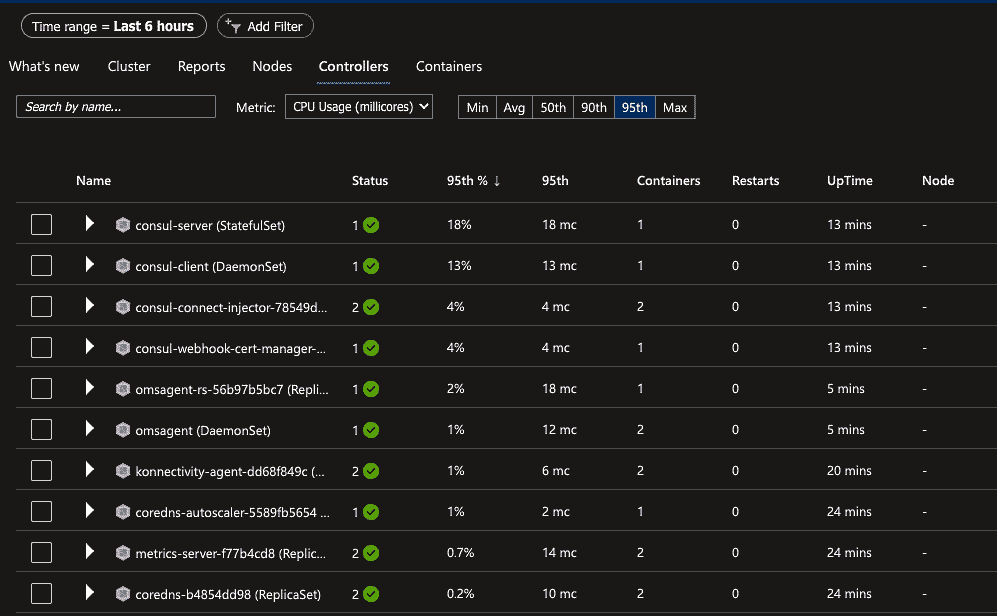 Time range = Last 6 hours Add Filter
What's new Cluster Reports Nodes Controllers Containers
Search by name... Metric: CPU Usage (millicores) Min Avg 50th 90th 95th Max
Name Status 95th % ↓ 95th Containers Restarts UpTime Node
consul-server (StatefulSet) 1 18% 18 mc 1 0 13 mins -
consul-client (DaemonSet) 1 13% 13 mc 1 0 13 mins -
consul-connect-injector-78549d... 2 4% 4 mc 2 0 13 mins -
consul-webhook-cert-manager-... 1 4% 4 mc 1 0 13 mins -
omsagent-rs-56b97b5bc7 (Repli... 1 2% 18 mc 1 0 5 mins -
omsagent (DaemonSet) 1 1% 12 mc 2 0 5 mins -
konnectivity-agent-dd68f849c (... 2 1% 6 mc 2 0 20 mins -
coredns-autoscaler-5589fb5654 ... 1 1% 2 mc 1 0 24 mins -
metrics-server-f77b4cd8 (Replic... 2 0.7% 14 mc 2 0 24 mins -
coredns-b4854dd98 (ReplicaSet) 2 0.2% 10 mc 2 0 24 mins -